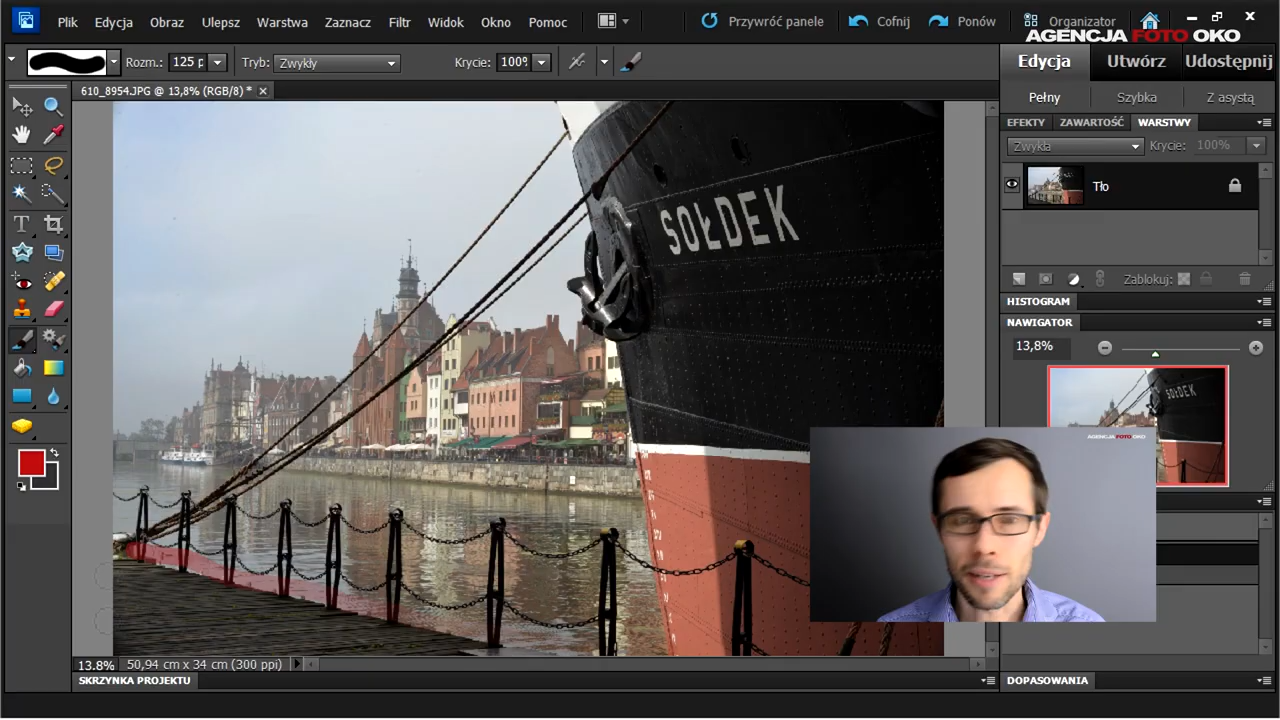 Plik Edycja Obraz Ulepsz Warstwa Zaznacz Filtr Widok Okno Pomoc Przywróć panele Cofnij Ponów Organizator
AGENCJA FOTO OKO
Rozm.: 125 p Tryb: Zwykły Krycie: 100%
Edycja Utwórz Udostępnij
610_8954.JPG @ 13,8% (RGB/8) *
Pełny Szybka Z asystą
EFEKTY ZAWARTOŚĆ WARSTWY
Zwykła Krycie: 100%
Tło
SOŁDEK
Zablokuj:
HISTOGRAM
NAWIGATOR
13,8%
SOŁDEK
AGENCJA FOTO OKO
13.8% 50,94 cm x 34 cm (300 ppi)
SKRZYNKA PROJEKTU
DOPASOWANIA